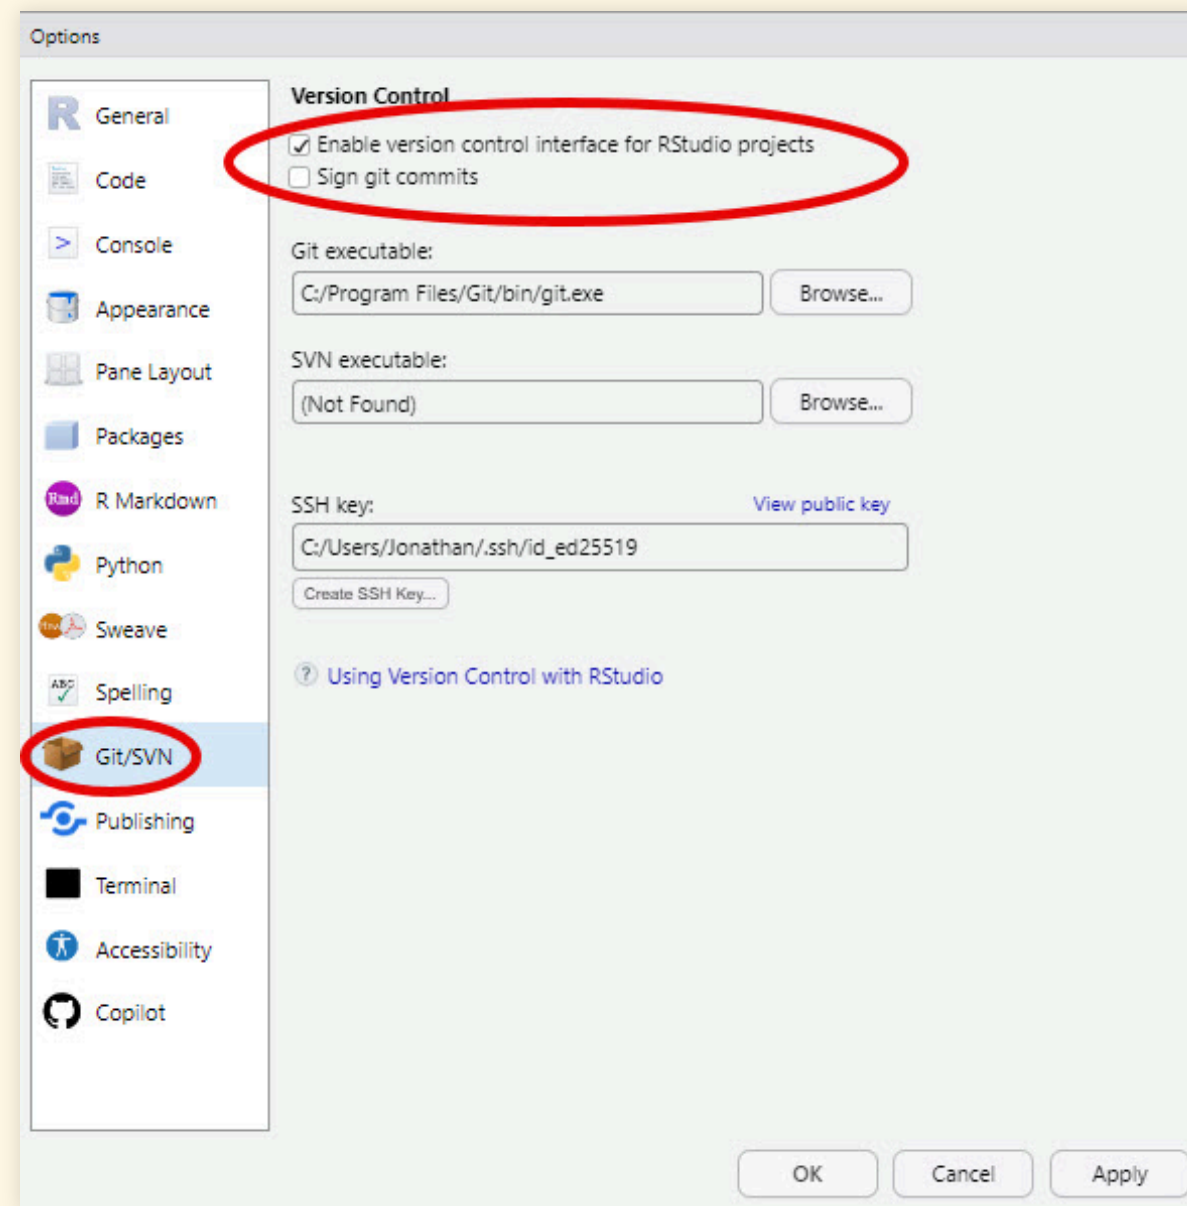 Options
General
Code
Console
Appearance
Pane Layout
Packages
Rmd R Markdown
Python
Sweave
ABC Spelling
Git/SVN
Publishing
Terminal
Accessibility
Copilot
Version Control
Enable version control interface for RStudio projects
Sign git commits
Git executable:
C:/Program Files/Git/bin/git.exe Browse...
SVN executable:
(Not Found) Browse...
SSH key: View public key
C:/Users/Jonathan/.ssh/id_ed25519
Create SSH Key...
? Using Version Control with RStudio
OK Cancel Apply